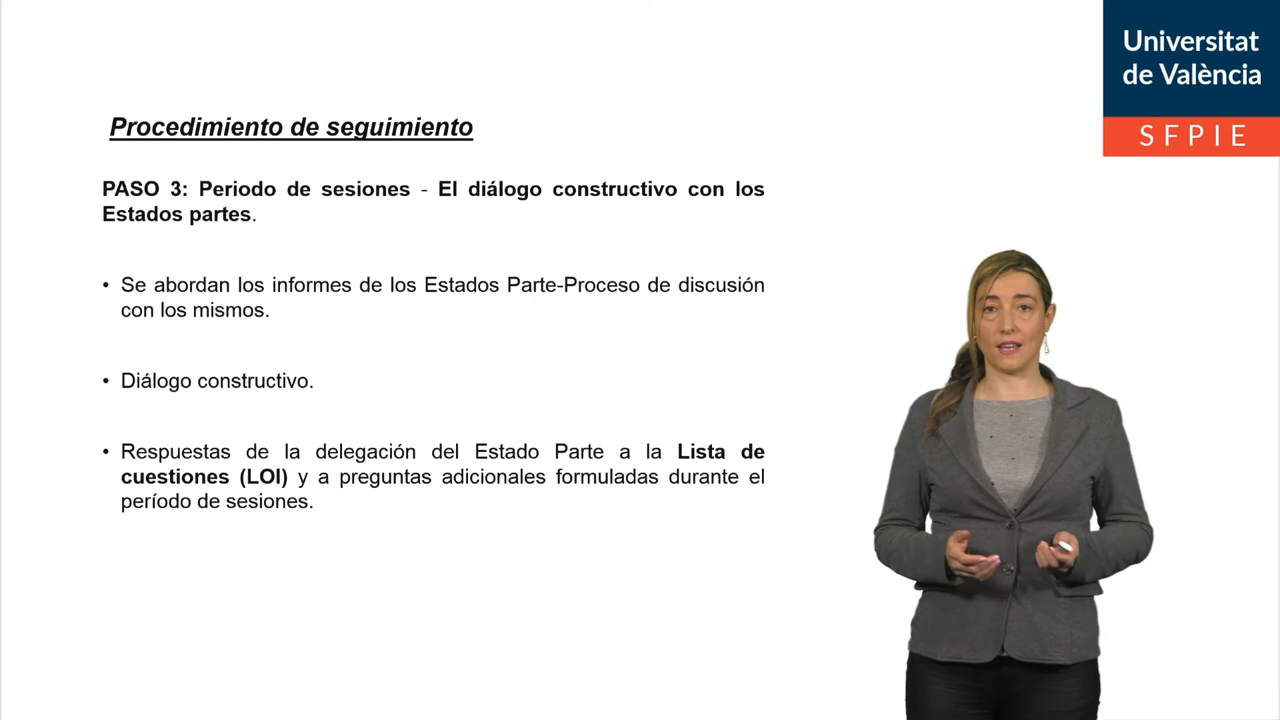 Universitat
de València
SFPIE
Procedimiento de seguimiento
PASO 3: Periodo de sesiones - El diálogo constructivo con los
Estados partes.
• Se abordan los informes de los Estados Parte-Proceso de discusión
con los mismos.
• Diálogo constructivo.
• Respuestas de la delegación del Estado Parte a la Lista de
cuestiones (LOI) y a preguntas adicionales formuladas durante el
período de sesiones.